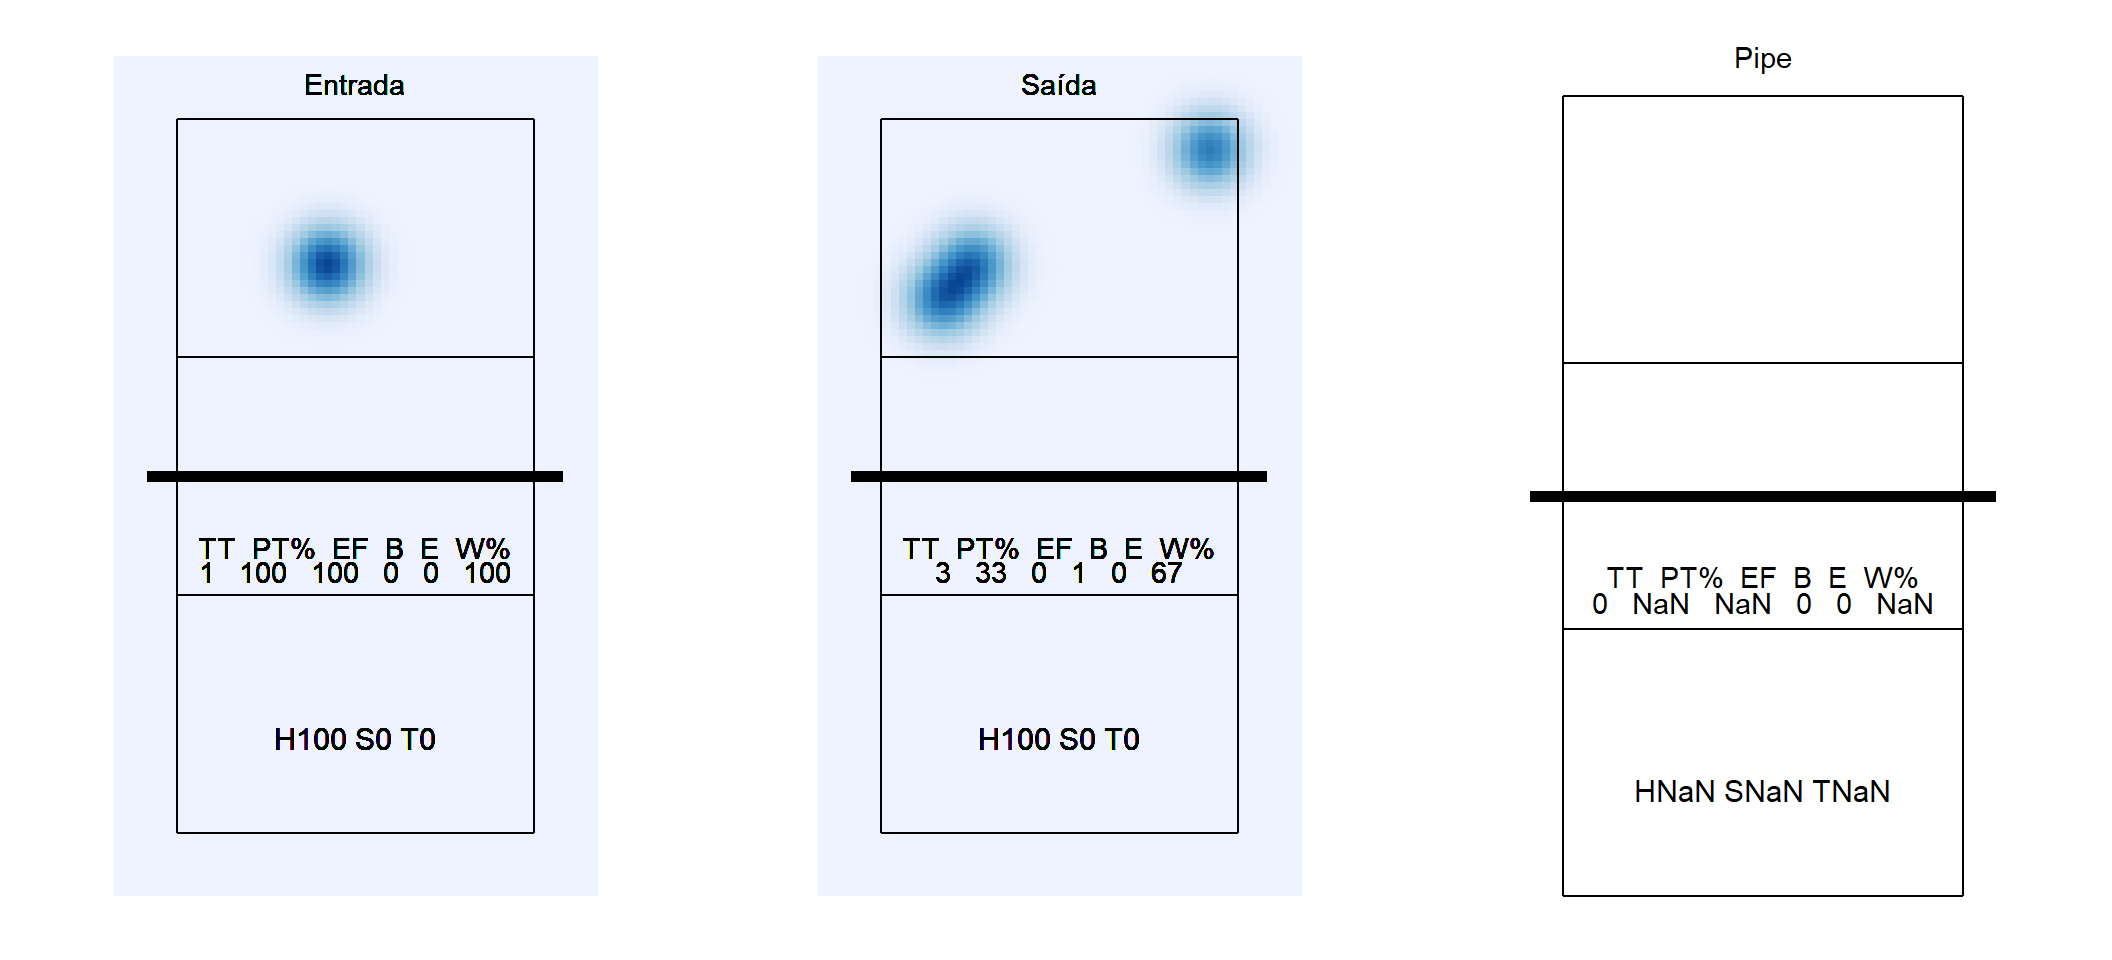 Entrada
TT PT% EF B E W%
1 100 100 0 0 100
H100 S0 T0
Saída
TT PT% EF B E W%
3 33 0 1 0 67
H100 S0 T0
Pipe
TT PT% EF B E W%
0 NaN NaN 0 0 NaN
HNaN SNaN TNaN